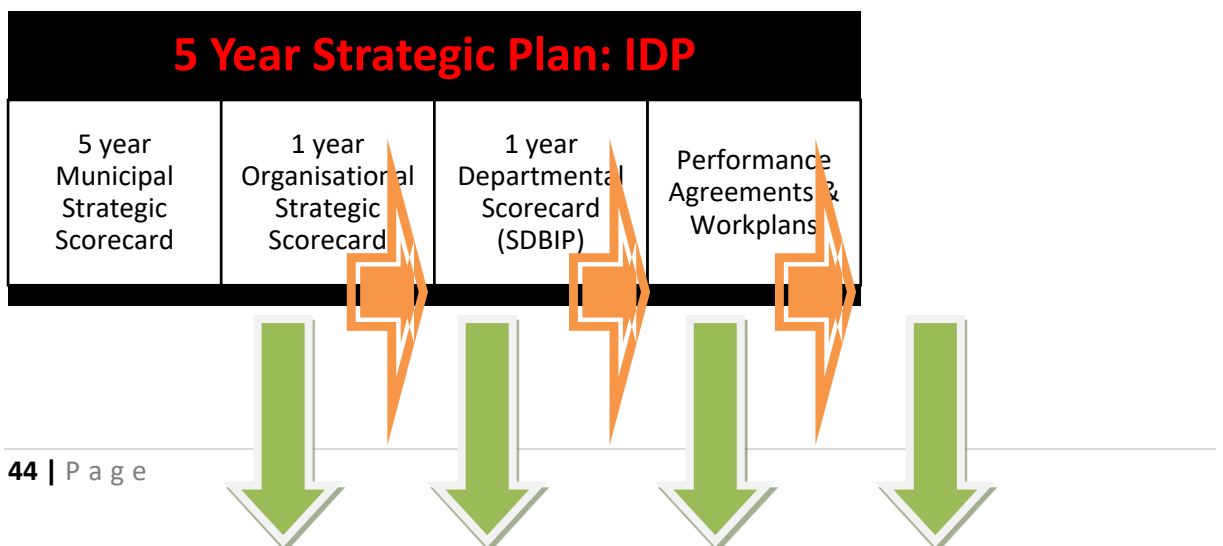 5 Year Strategic Plan: IDP
5 year
Municipal
Strategic
Scorecard
1 year
Organisational
Strategic
Scorecard
1 year
Departmental
Scorecard
(SDBIP)
Performance
Agreements &
Workplans
44 | P a g e